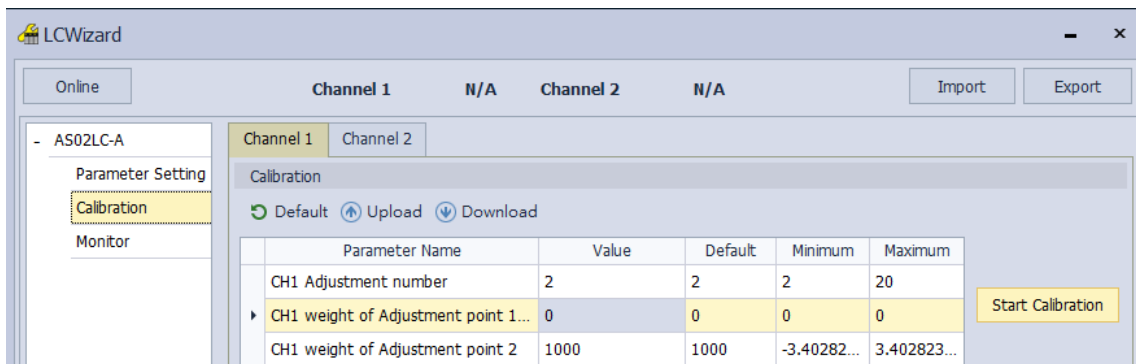 LCWizard
Online Channel 1 N/A Channel 2 N/A Import Export
- AS02LC-A
Parameter Setting
Calibration
Monitor
Channel 1 Channel 2
Calibration
Default Upload Download
Parameter Name Value Default Minimum Maximum
CH1 Adjustment number 2 2 2 20
CH1 weight of Adjustment point 1... 0 0 0 0
CH1 weight of Adjustment point 2 1000 1000 -3.40282... 3.402823...
Start Calibration